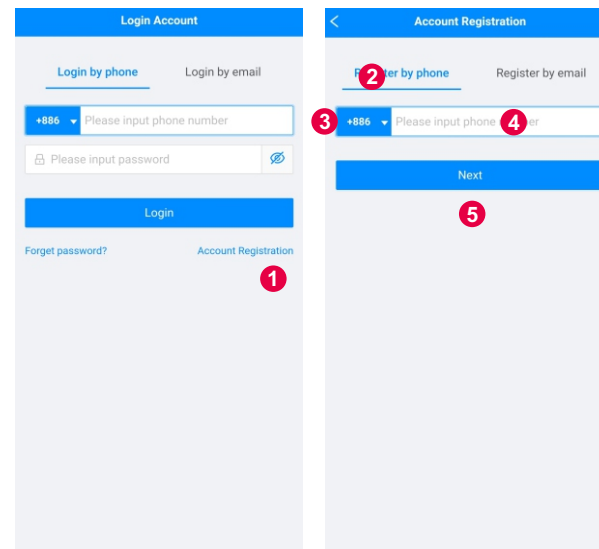 Login Account
Login by phone Login by email
+886 Please input phone number
Please input password
Login
Forget password? Account Registration
1
Account Registration
2 ter by phone Register by email
3 +886 Please input phone 4 er
Next
5